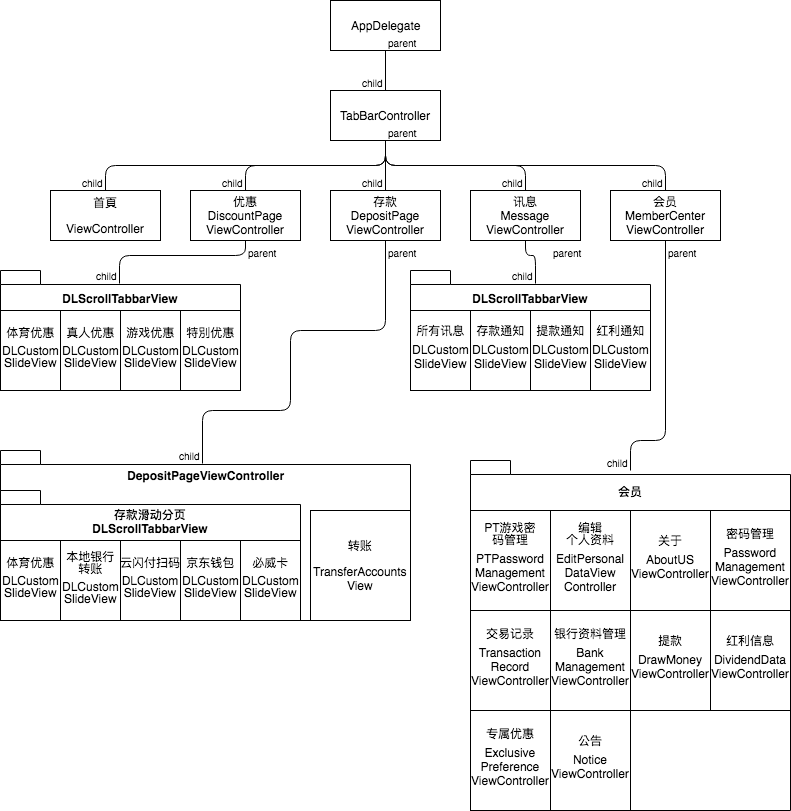 AppDelegate
parent
child
TabBarController
parent
child
child
child
child
child
首頁
ViewController
优惠
DiscountPage
ViewController
存款
DepositPage
ViewController
讯息
Message
ViewController
会员
MemberCenter
ViewController
parent
parent
parent
parent
child
child
DLScrollTabbarView
体育优惠
DLCustom
SlideView
真人优惠
DLCustom
SlideView
游戏优惠
DLCustom
SlideView
特別优惠
DLCustom
SlideView
DLScrollTabbarView
所有讯息
DLCustom
SlideView
存款通知
DLCustom
SlideView
提款通知
DLCustom
SlideView
红利通知
DLCustom
SlideView
child
DepositPageViewController
存款滑动分页
DLScrollTabbarView
体育优惠
DLCustom
SlideView
本地银行
转账
DLCustom
SlideView
云闪付扫码
DLCustom
SlideView
京东钱包
DLCustom
SlideView
必威卡
DLCustom
SlideView
转账
TransferAccounts
View
child
会员
PT游戏密
码管理
PTPassword
Management
ViewController
编辑
个人资料
EditPersonal
DataView
Controller
关于
AboutUS
ViewController
密码管理
Password
Management
ViewController
交易记录
Transaction
Record
ViewController
银行资料管理
Bank
Management
ViewController
提款
DrawMoney
ViewController
红利信息
DividendData
ViewController
专属优惠
Exclusive
Preference
ViewController
公告
Notice
ViewController